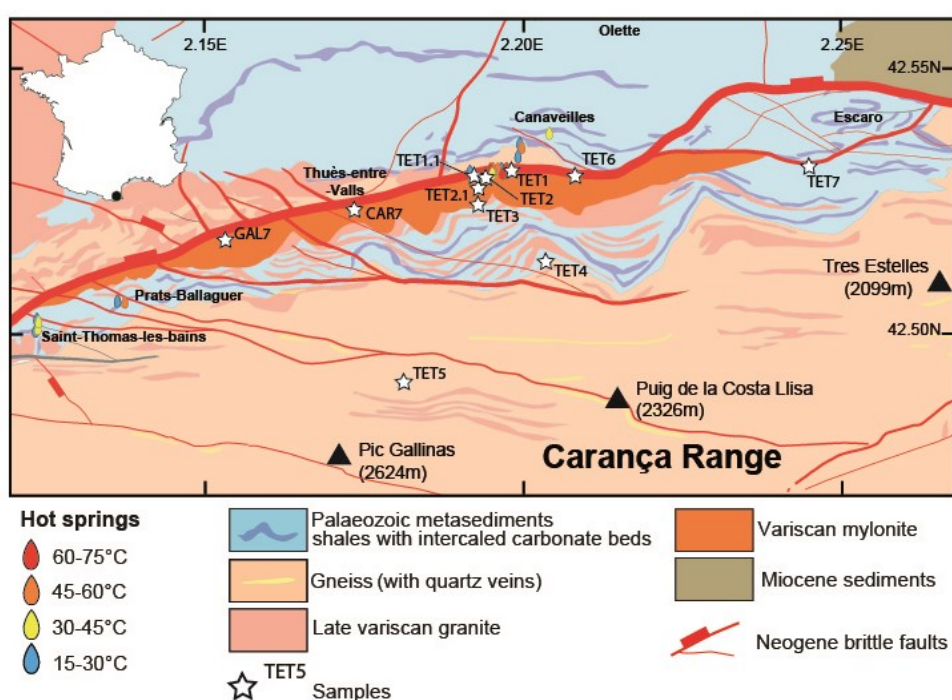 2.15E
2.20E
2.25E
Olette
42.55N
Canaveilles
Escaro
TET1.1
TET6
Thuès-entre
-Valls
TET1
TET7
TET2.1
TET2
CAR7
TET3
GAL7
TET4
Tres Estelles
(2099m)
Prats-Ballaguer
42.50N
Saint-Thomas-les-bains
TET5
Puig de la Costa Llisa
(2326m)
Pic Gallinas
(2624m)
Carança Range
Hot springs
60-75°C
45-60°C
30-45°C
15-30°C
Palaeozoic metasediments
shales with intercaled carbonate beds
Gneiss (with quartz veins)
Late variscan granite
TET5
Samples
Variscan mylonite
Miocene sediments
Neogene brittle faults